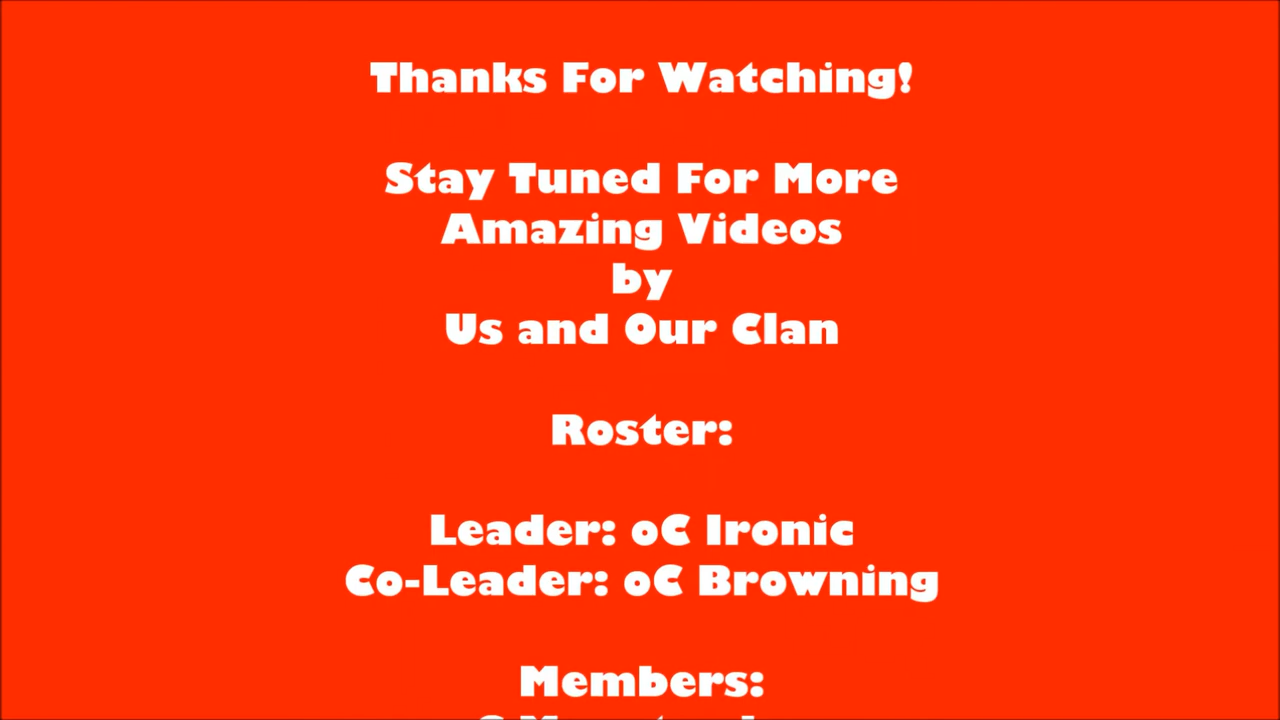 Thanks For Watching!
Stay Tuned For More
Amazing Videos
by
Us and Our Clan
Roster:
Leader: oC Ironic
Co-Leader: oC Browning
Members: